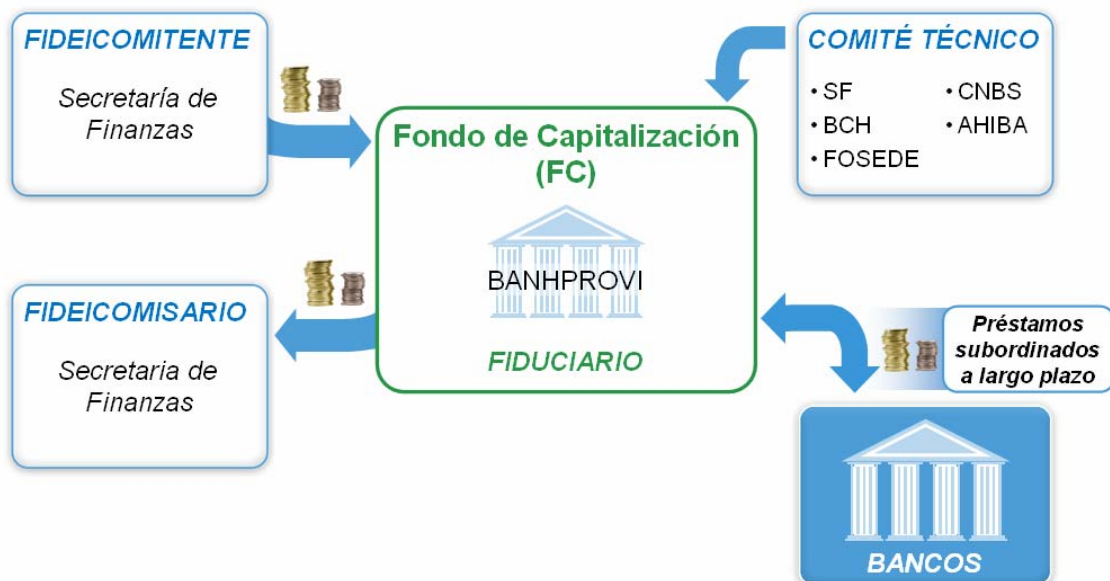 FIDEICOMITENTE
Secretaría de
Finanzas
COMITÉ TÉCNICO
• SF
• BCH
• FOSEDE
• CNBS
• AHIBA
Fondo de Capitalización
(FC)
BANHPROVI
FIDUCIARIO
FIDEICOMISARIO
Secretaria de
Finanzas
Préstamos
subordinados
a largo plazo
BANCOS